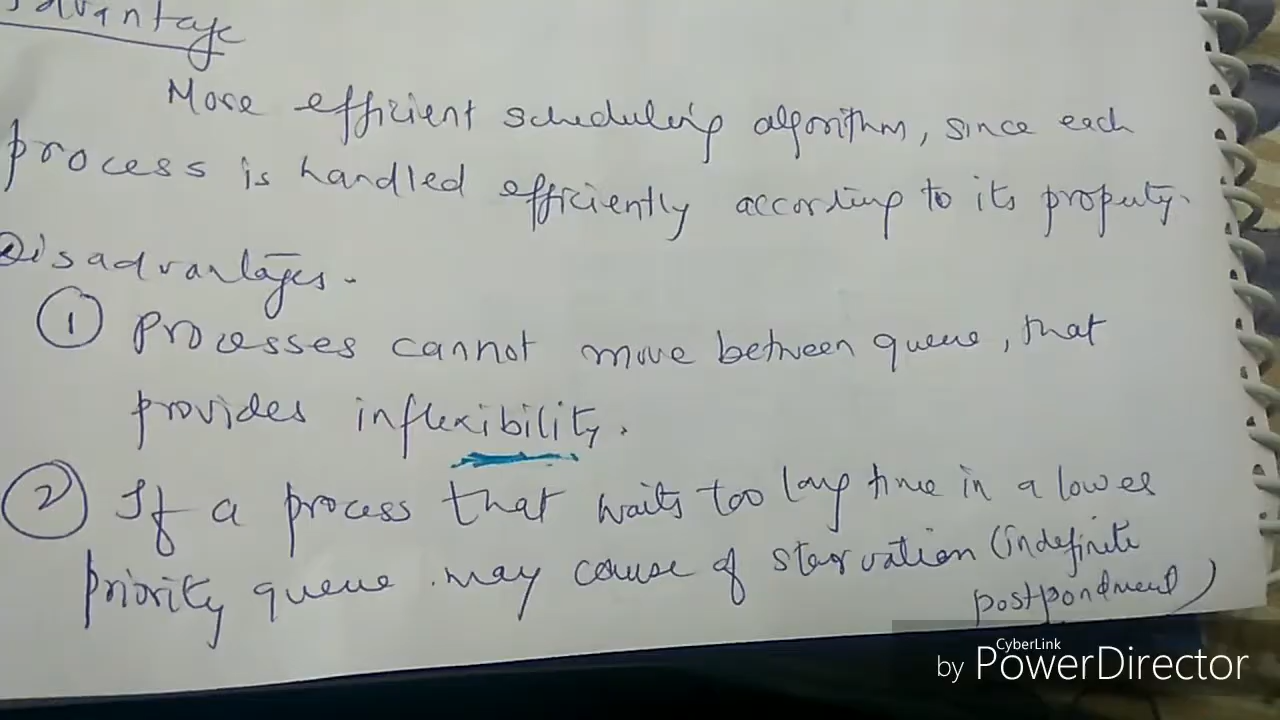 advantage
More efficient scheduling algorithm, since each
process is handled efficiently according to its property.
Disadvantages.
① Processes cannot move between queue, that
provides inflexibility.
② If a process that waits too long time in a lower
priority queue. may cause of starvation (indefinite
postpondment)
CyberLink
by PowerDirector